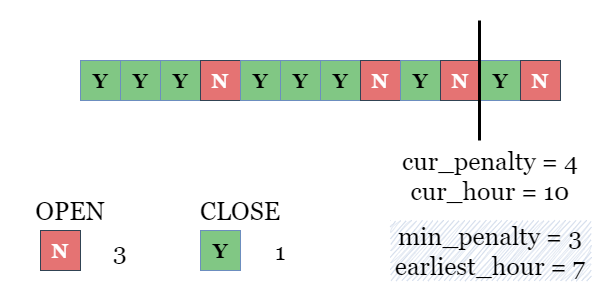 Y Y Y N Y Y Y N Y N Y N
cur_penalty = 4
cur_hour = 10
OPEN CLOSE
N 3 Y 1
min_penalty = 3
earliest_hour = 7